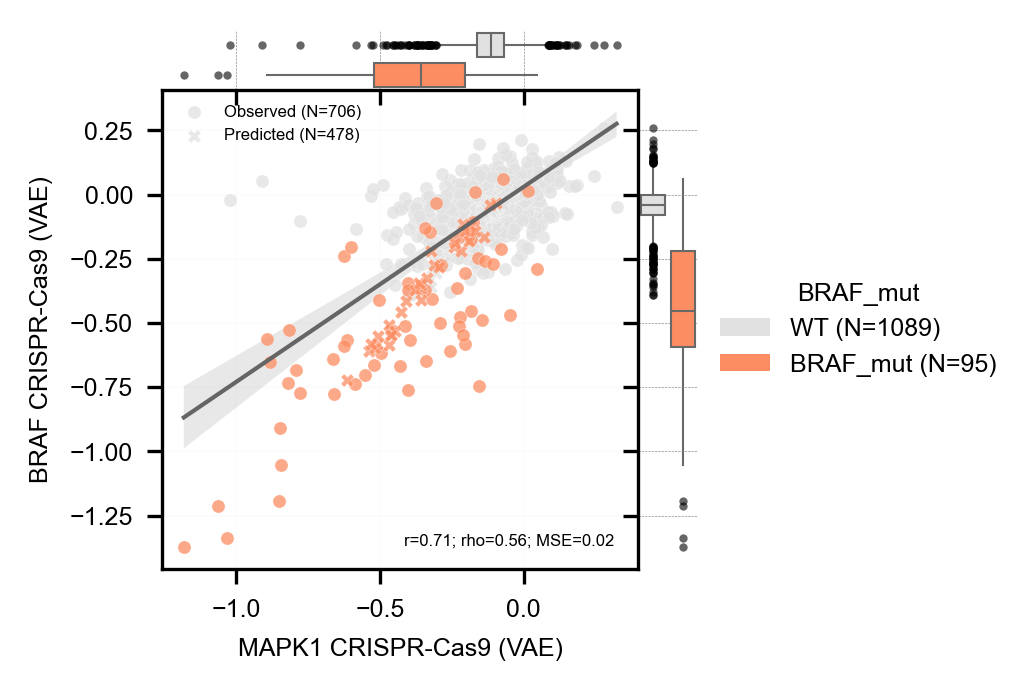 Observed (N=706)
Predicted (N=478)
0.25
0.00
−0.25
−0.50
−0.75
−1.00
−1.25
BRAF CRISPR-Cas9 (VAE)
r=0.71; rho=0.56; MSE=0.02
−1.0
−0.5
0.0
MAPK1 CRISPR-Cas9 (VAE)
BRAF_mut
WT (N=1089)
BRAF_mut (N=95)